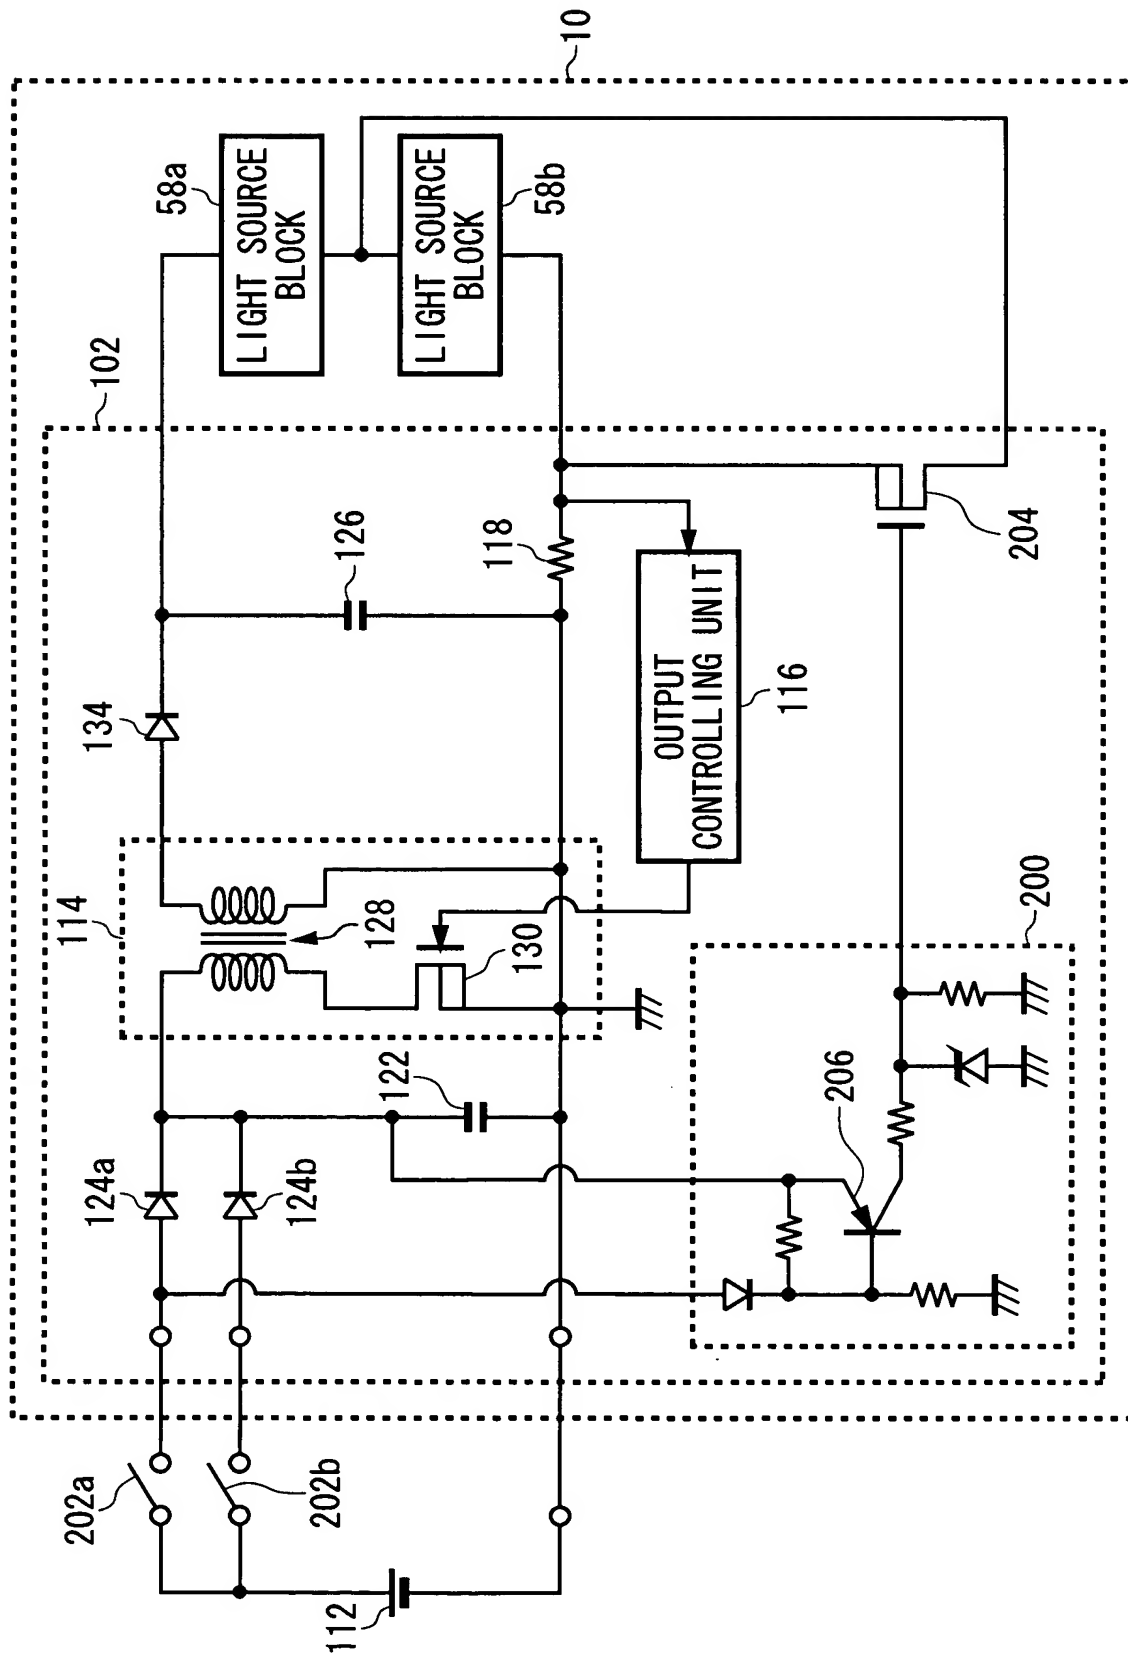 10
102
58a
LIGHT SOURCE
BLOCK
58b
LIGHT SOURCE
BLOCK
134
126
118
114
128
130
OUTPUT
CONTROLLING UNIT
116
204
124a
124b
122
200
206
202a
202b
112